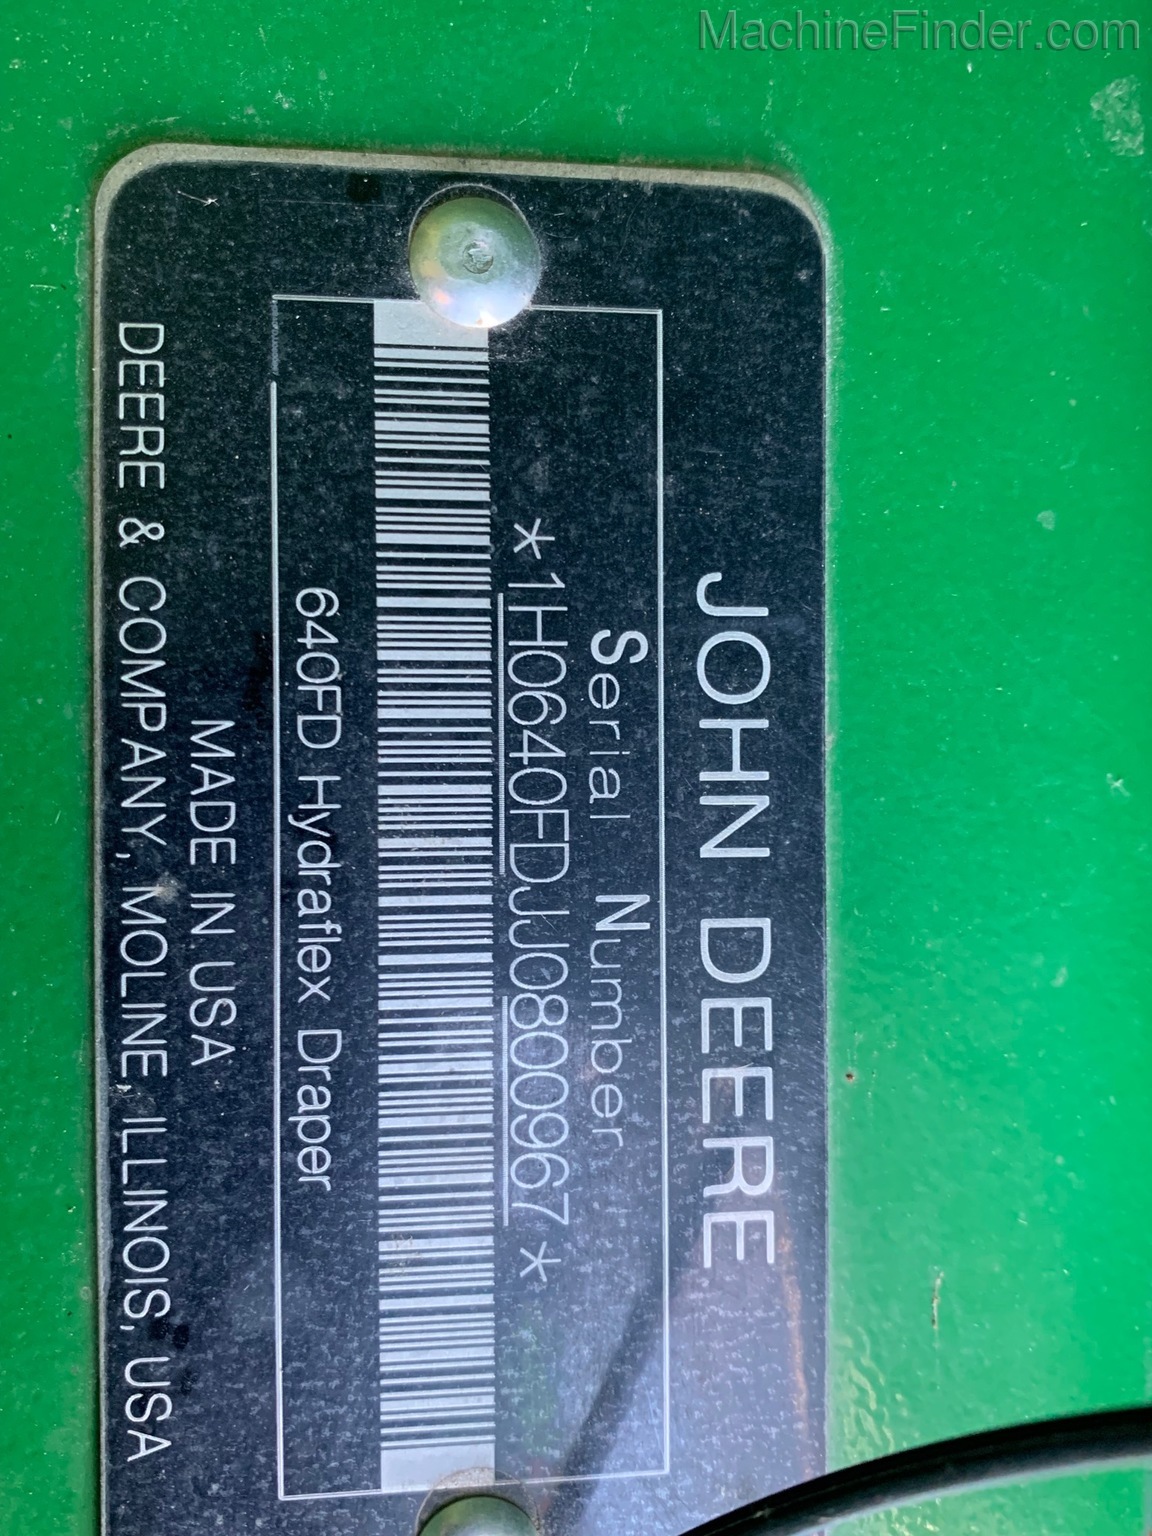 MachineFinder.com
JOHN DEERE
Serial Number
*1H0640FDJJ0800967*
640FD Hydraflex Draper
MADE IN USA
DEERE & COMPANY, MOLINE, ILLINOIS, USA